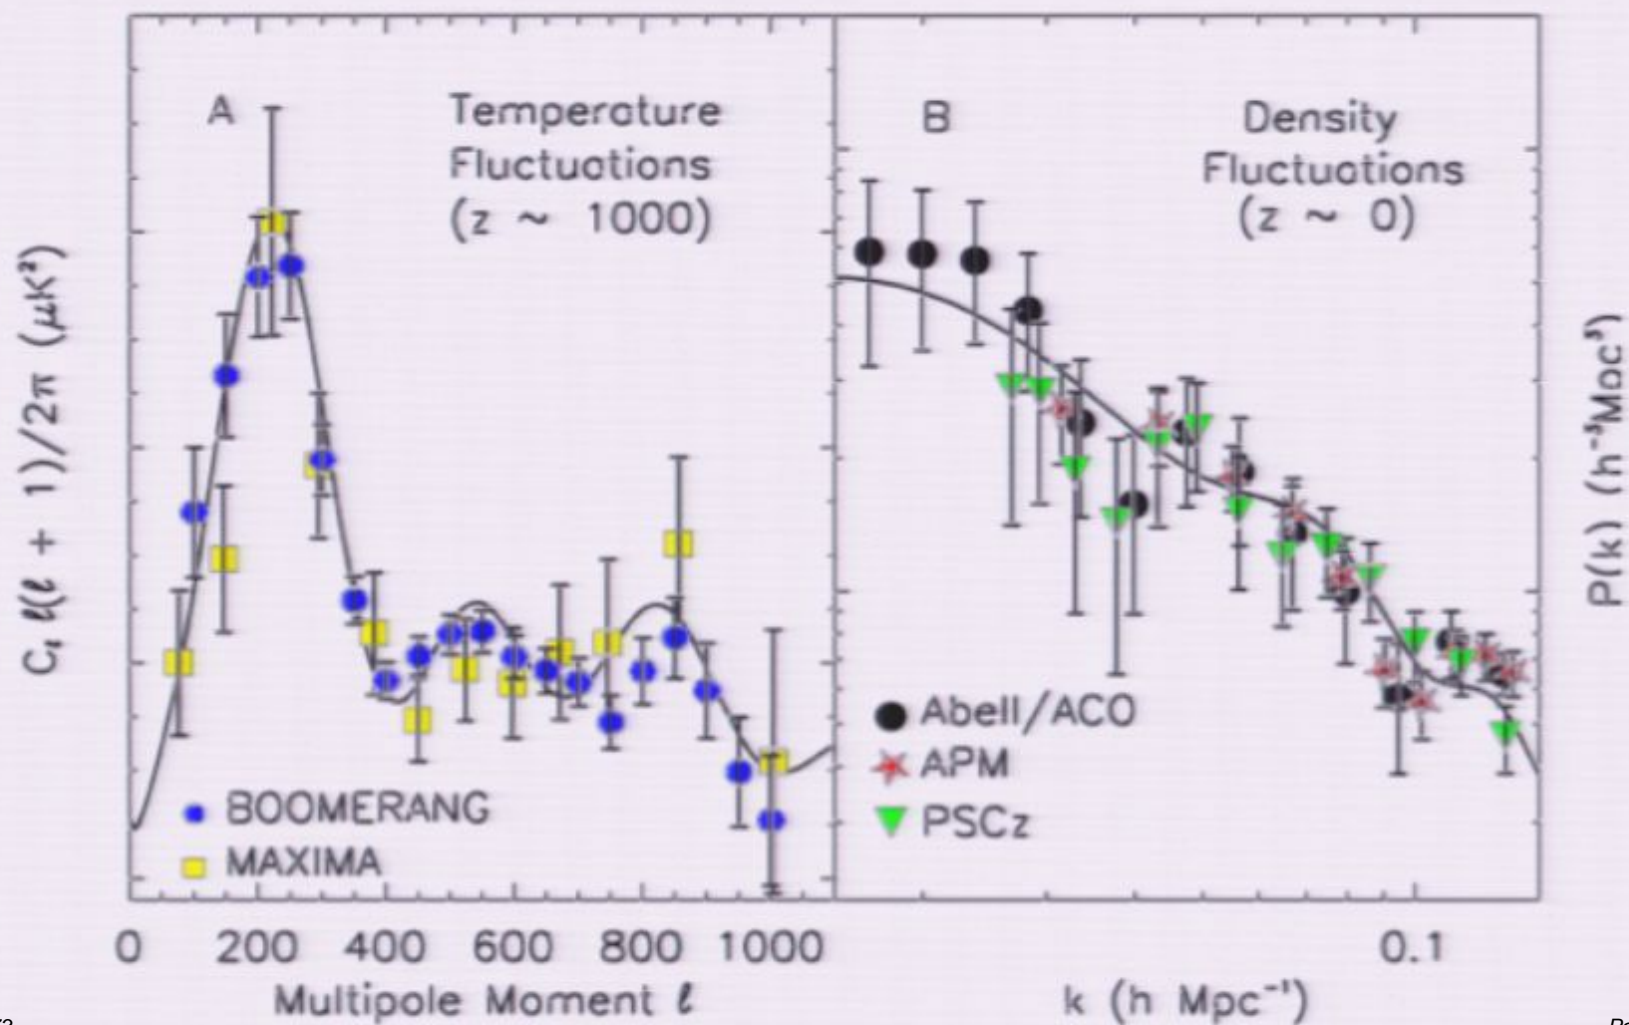 A
Temperature
Fluctuations
(z ~ 1000)
B
Density
Fluctuations
(z ~ 0)
C_ℓ ℓ(ℓ + 1)/2π (μK²)
P(k) (h⁻³Mpc³)
BOOMERANG
MAXIMA
Abell/ACO
APM
PSCz
0 200 400 600 800 1000
0.1
Multipole Moment ℓ
k (h Mpc⁻¹)